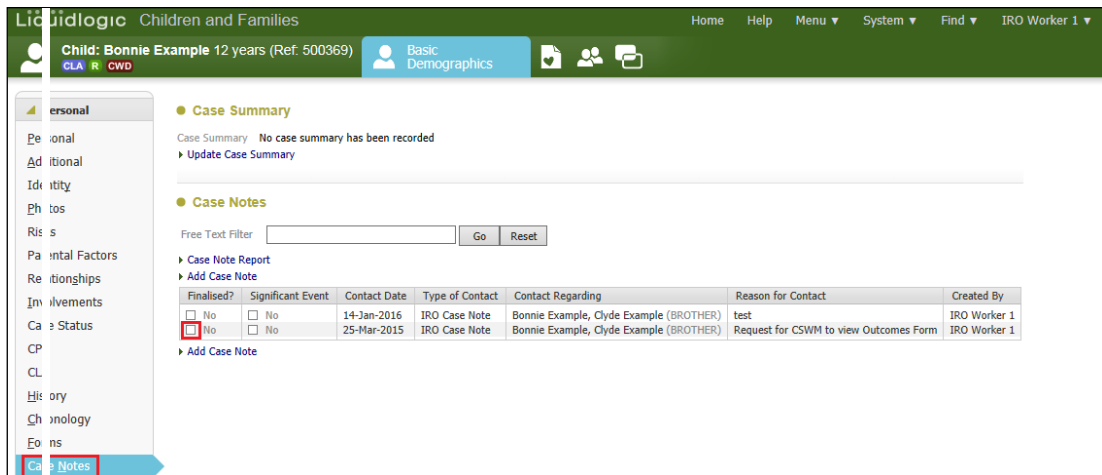 Liquidlogic Children and Families Home Help Menu ▼ System ▼ Find ▼ IRO Worker 1 ▼
Child: Bonnie Example 12 years (Ref: 500369)
CLA R CWD
Basic
Demographics
Personal
Personal
Additional
Identity
Photos
Risks
Parental Factors
Relationships
Involvements
Case Status
CP
History
Chronology
Forms
Case Notes
Case Summary
Case Summary No case summary has been recorded
Update Case Summary
Case Notes
Free Text Filter Go Reset
Case Note Report
Add Case Note
Finalised? Significant Event Contact Date Type of Contact Contact Regarding Reason for Contact Created By
No No 14-Jan-2016 IRO Case Note Bonnie Example, Clyde Example (BROTHER) test IRO Worker 1
No No 25-Mar-2015 IRO Case Note Bonnie Example, Clyde Example (BROTHER) Request for CSWM to view Outcomes Form IRO Worker 1
Add Case Note